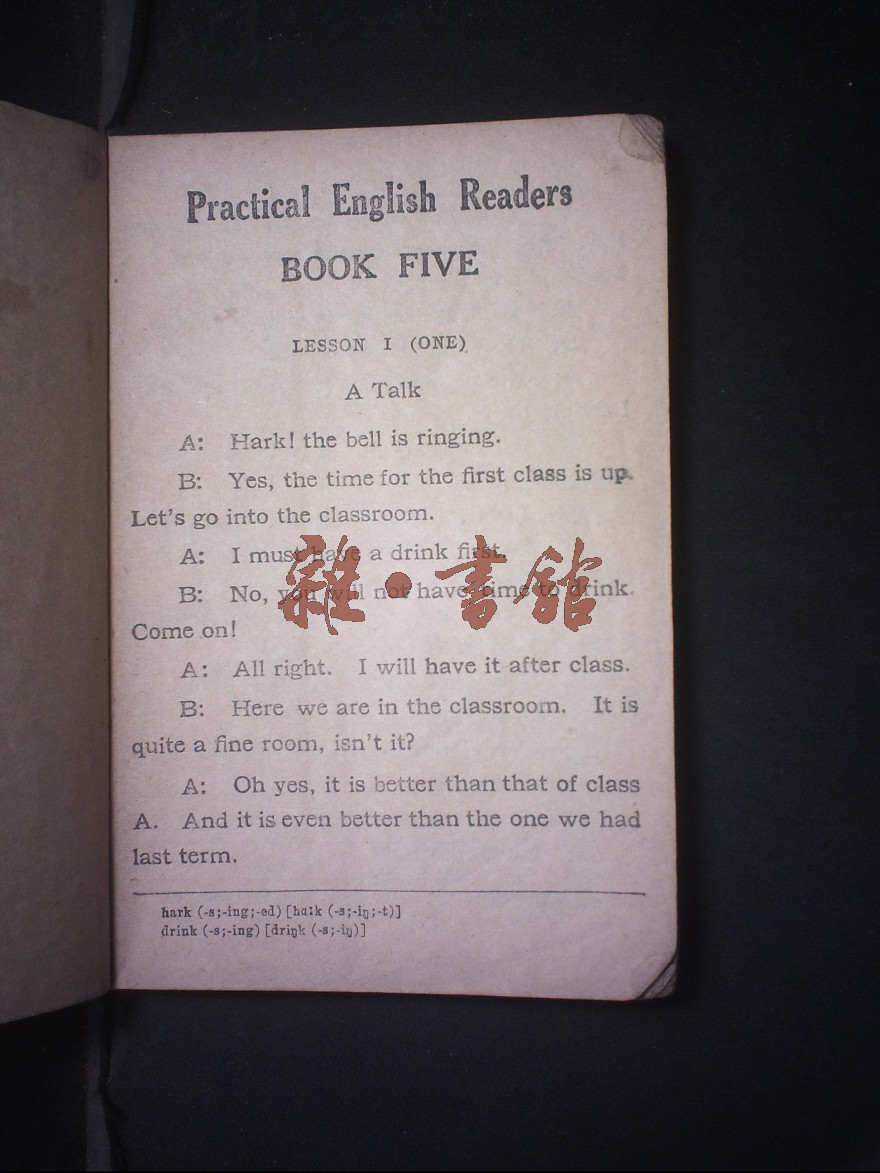 Practical English Readers
BOOK FIVE
LESSON I (ONE)
A Talk
A: Hark! the bell is ringing.
B: Yes, the time for the first class is up.
Let's go into the classroom.
A: I must have a drink first.
B: No, you will not have time to drink.
Come on!
雜·書館
A: All right. I will have it after class.
B: Here we are in the classroom. It is
quite a fine room, isn't it?
A: Oh yes, it is better than that of class
A. And it is even better than the one we had
last term.
hark (-s;-ing;-ed) [hɑːk (-s;-iŋ;-t)]
drink (-s;-ing) [driŋk (-s;-iŋ)]